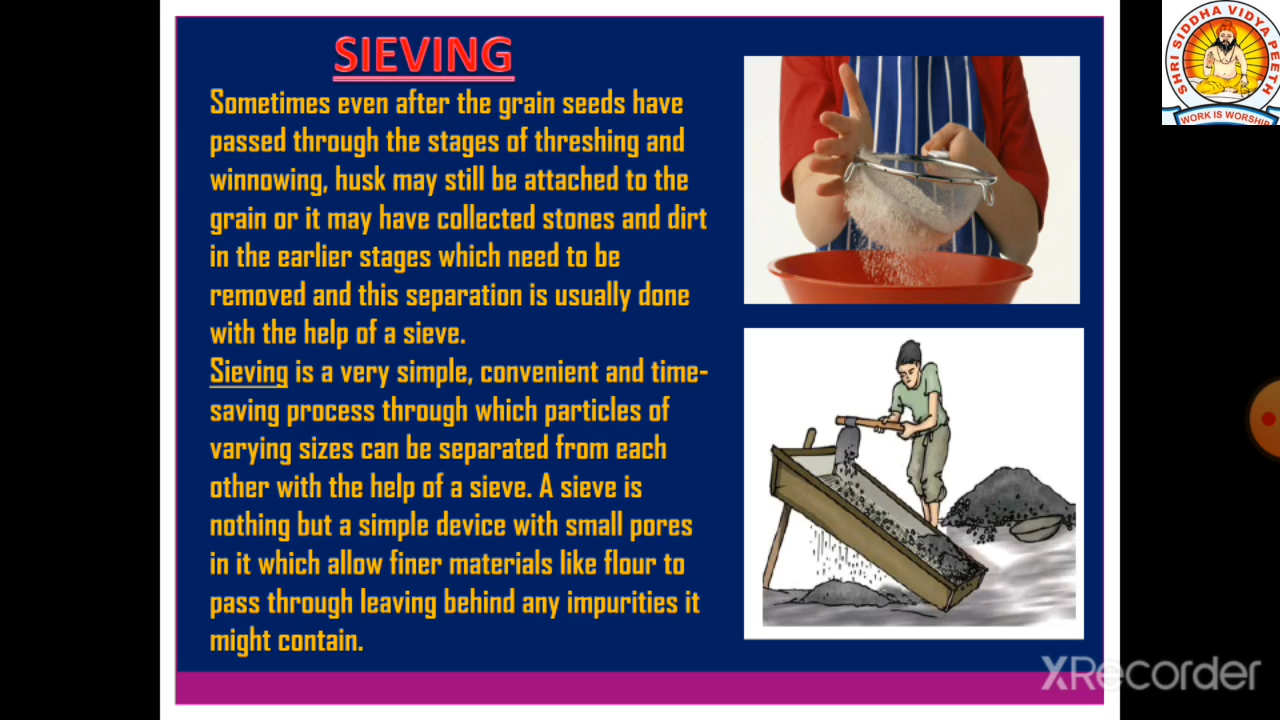 SIEVING
Sometimes even after the grain seeds have
passed through the stages of threshing and
winnowing, husk may still be attached to the
grain or it may have collected stones and dirt
in the earlier stages which need to be
removed and this separation is usually done
with the help of a sieve.
Sieving is a very simple, convenient and time-
saving process through which particles of
varying sizes can be separated from each
other with the help of a sieve. A sieve is
nothing but a simple device with small pores
in it which allow finer materials like flour to
pass through leaving behind any impurities it
might contain.
SHRI SIDDHA VIDYA PEETH
WORK IS WORSHIP
XRecorder